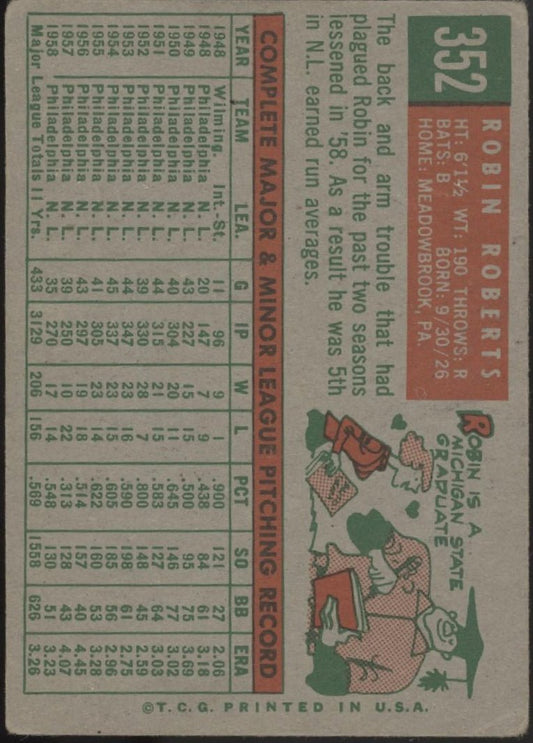 352
ROBIN ROBERTS
HT: 6'1½ WT: 190 THROWS: R
BATS: B BORN: 9/30/26
HOME: MEADOWBROOK, PA.
The back and arm trouble that had
plagued Robin for the past two seasons
lessened in '58. As a result he was 5th
in N.L. earned run averages.
ROBIN IS A
MICHIGAN STATE
GRADUATE
COMPLETE MAJOR & MINOR LEAGUE PITCHING RECORD
YEAR TEAM LEA. G IP W L PCT SO BB ERA
1948 Wilming. Int.-St. 11 96 9 1 .900 121 27 2.06
1948 Philadelphia N. L. 20 147 7 9 .438 84 61 3.18
1949 Philadelphia N. L. 43 227 15 15 .500 95 75 3.69
1950 Philadelphia N. L. 40 304 20 11 .645 146 77 3.02
1951 Philadelphia N. L. 44 315 21 15 .583 127 64 3.03
1952 Philadelphia N. L. 39 330 28 7 .800 148 45 2.59
1953 Philadelphia N. L. 44 347 23 16 .590 198 61 2.75
1954 Philadelphia N. L. 45 337 23 15 .605 185 56 2.96
1955 Philadelphia N. L. 41 305 23 14 .622 160 53 3.28
1956 Philadelphia N. L. 43 297 19 18 .514 157 40 4.45
1957 Philadelphia N. L. 39 250 10 22 .313 128 43 4.07
1958 Philadelphia N. L. 35 270 17 14 .548 130 51 3.23
Major League Totals 11 Yrs. 433 3129 206 156 .569 1558 626 3.26
©T.C.G. PRINTED IN U.S.A.